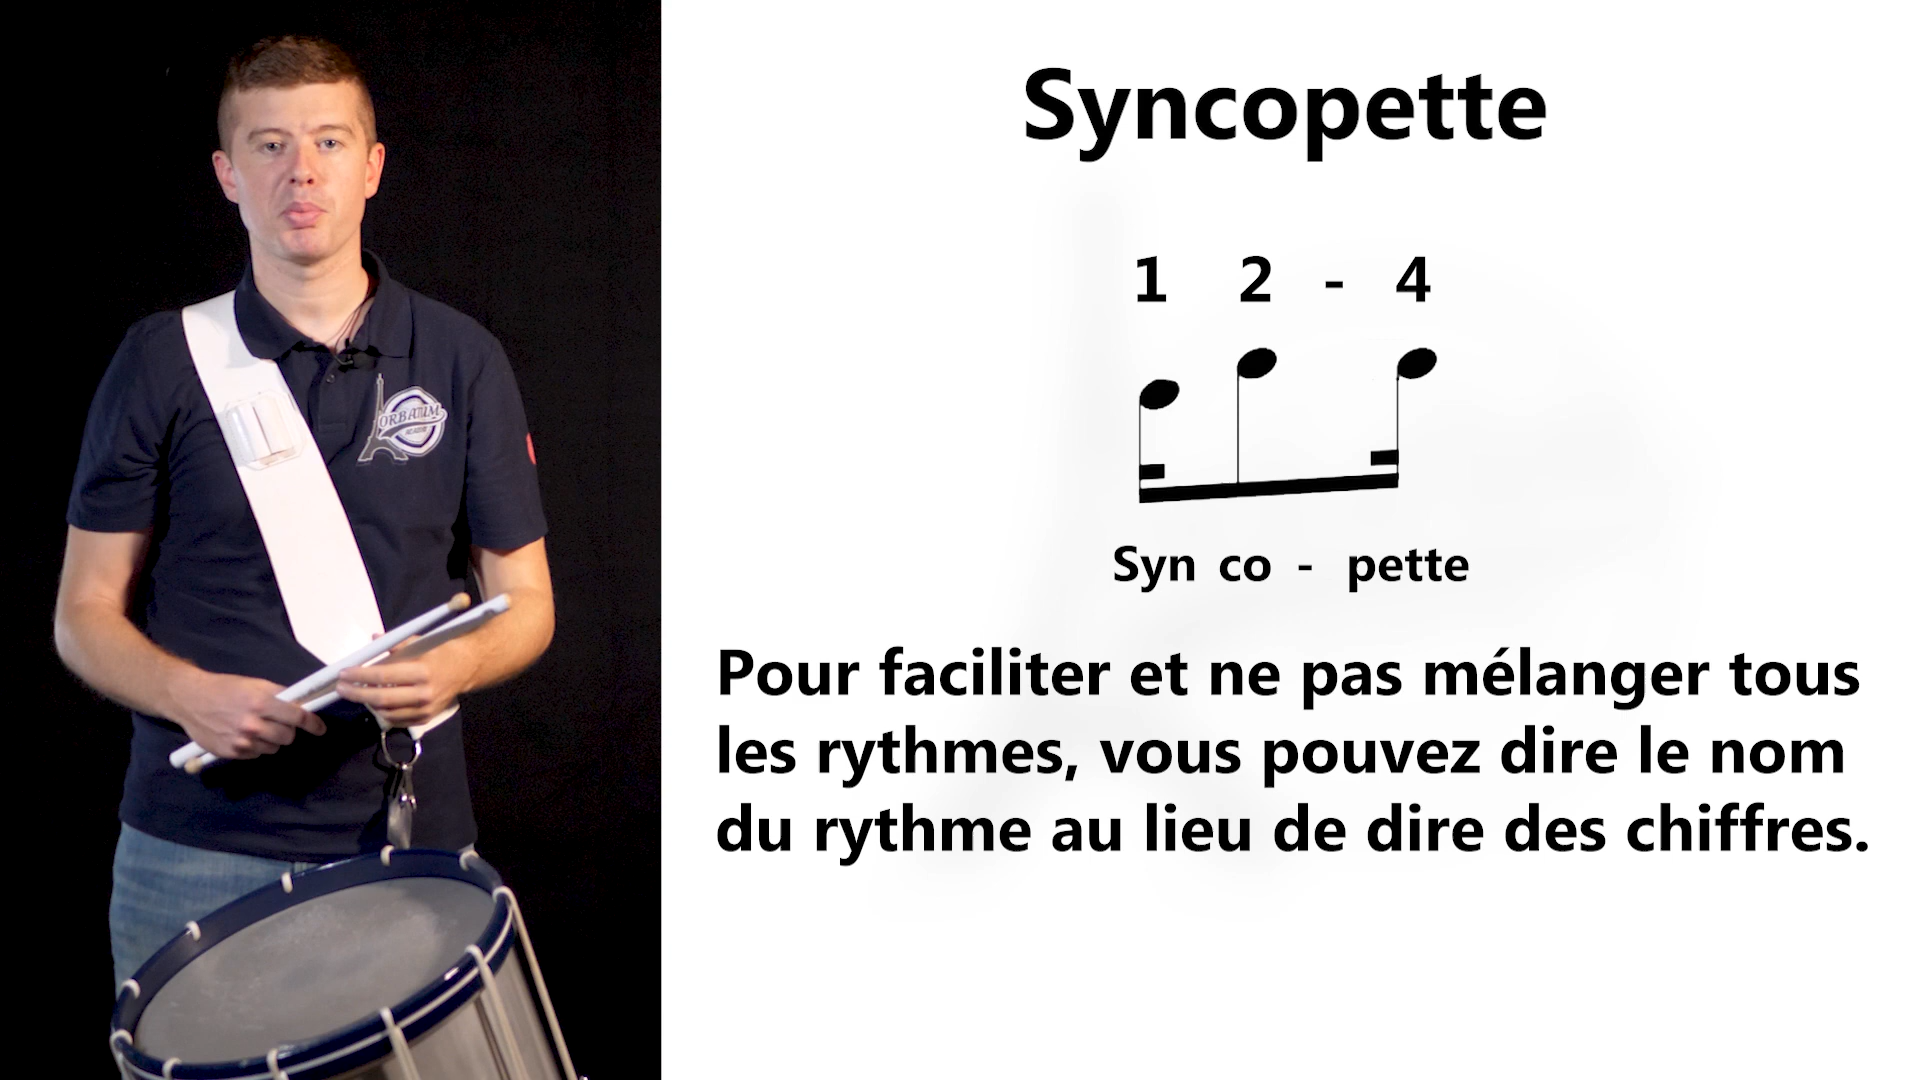 Syncopette
1 2 - 4
Syn co - pette
Pour faciliter et ne pas mélanger tous
les rythmes, vous pouvez dire le nom
du rythme au lieu de dire des chiffres.
ORBATUM